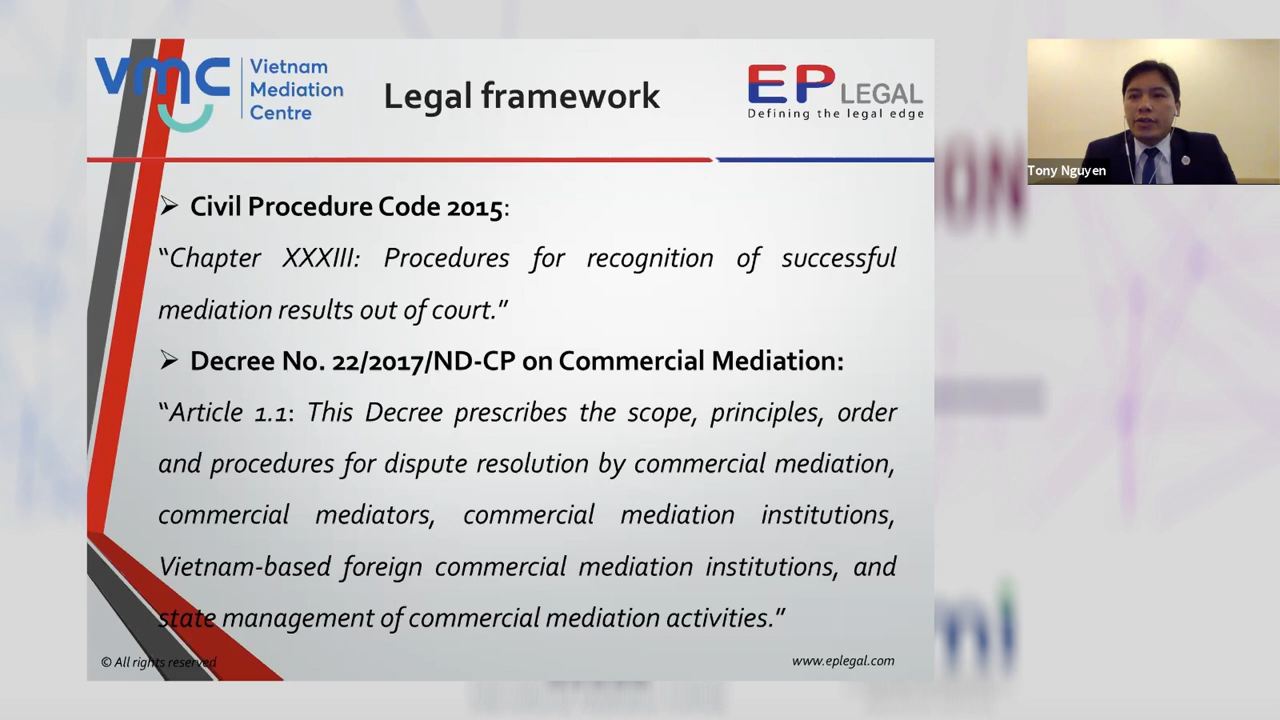 vmc
Vietnam
Mediation
Centre
Legal framework
EP LEGAL
Defining the legal edge
Tony Nguyen
ON
➢ Civil Procedure Code 2015:
“Chapter XXXIII: Procedures for recognition of successful
mediation results out of court.”
➢ Decree No. 22/2017/ND-CP on Commercial Mediation:
“Article 1.1: This Decree prescribes the scope, principles, order
and procedures for dispute resolution by commercial mediation,
commercial mediators, commercial mediation institutions,
Vietnam-based foreign commercial mediation institutions, and
state management of commercial mediation activities.”
© All rights reserved
www.eplegal.com